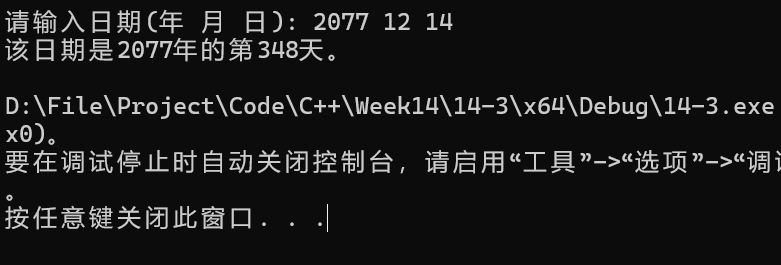 请输入日期(年 月 日): 2077 12 14
该日期是2077年的第348天。
D:\File\Project\Code\C++\Week14\14-3\x64\Debug\14-3.exe
x0)。
要在调试停止时自动关闭控制台，请启用“工具”->“选项”->“调
。
按任意键关闭此窗口. . .